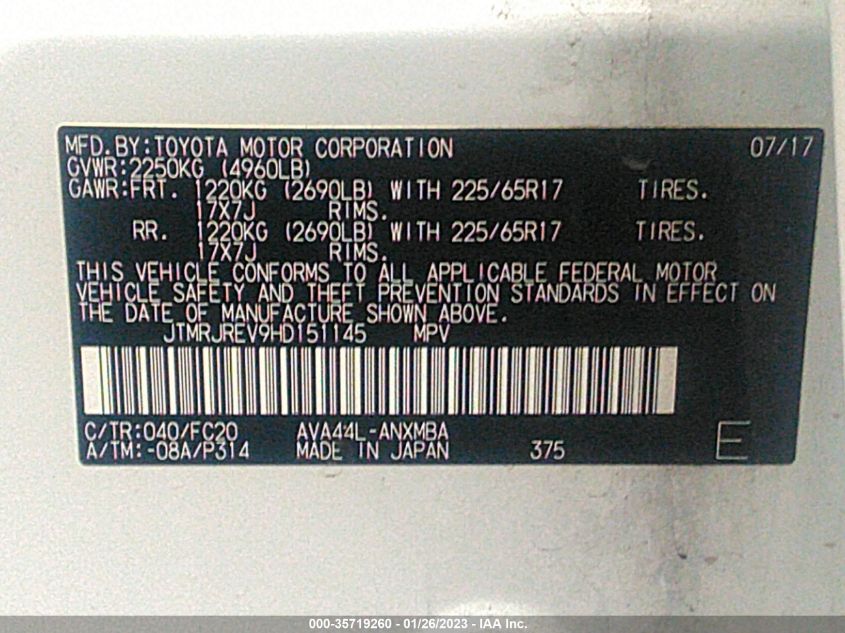 MFD.BY:TOYOTA MOTOR CORPORATION 07/17
GVWR:2250KG (4960LB)
GAWR:FRT. 1220KG (2690LB) WITH 225/65R17 TIRES.
17X7J RIMS.
RR. 1220KG (2690LB) WITH 225/65R17 TIRES.
17X7J RIMS.
THIS VEHICLE CONFORMS TO ALL APPLICABLE FEDERAL MOTOR
VEHICLE SAFETY AND THEFT PREVENTION STANDARDS IN EFFECT ON
THE DATE OF MANUFACTURE SHOWN ABOVE.
JTMRJREV9HD151145 MPV
C/TR:040/FC20 AVA44L-ANXMBA
A/TM:-08A/P314 MADE IN JAPAN 375 E
000-35719260 - 01/26/2023 - IAA Inc.